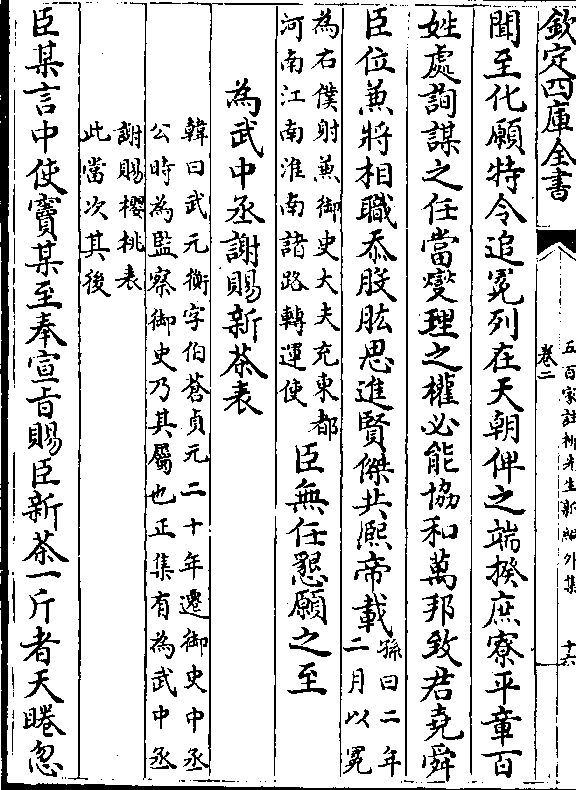 欽定四庫全書
五百家註柳先生新編外集
卷二
十六
聞至化願特令追冕列在天朝俾之端揆庶寮平章百
姓處詢謀之任當燮理之權必能協和萬邦致君堯舜
臣位兼將相職忝股肱思進賢傑共熙帝載
孫曰二年
二月以冕
為右僕射兼御史大夫充東都
河南江南淮南諸路轉運使
臣無任懇願之至
為武中丞謝賜新茶表
韓曰武元衡字伯蒼貞元二十年遷御史中丞
公時為監察御史乃其屬也正集有為武中丞
謝賜櫻桃表
此當次其後
臣某言中使竇某至奉宣旨賜臣新茶一斤者天睠忽